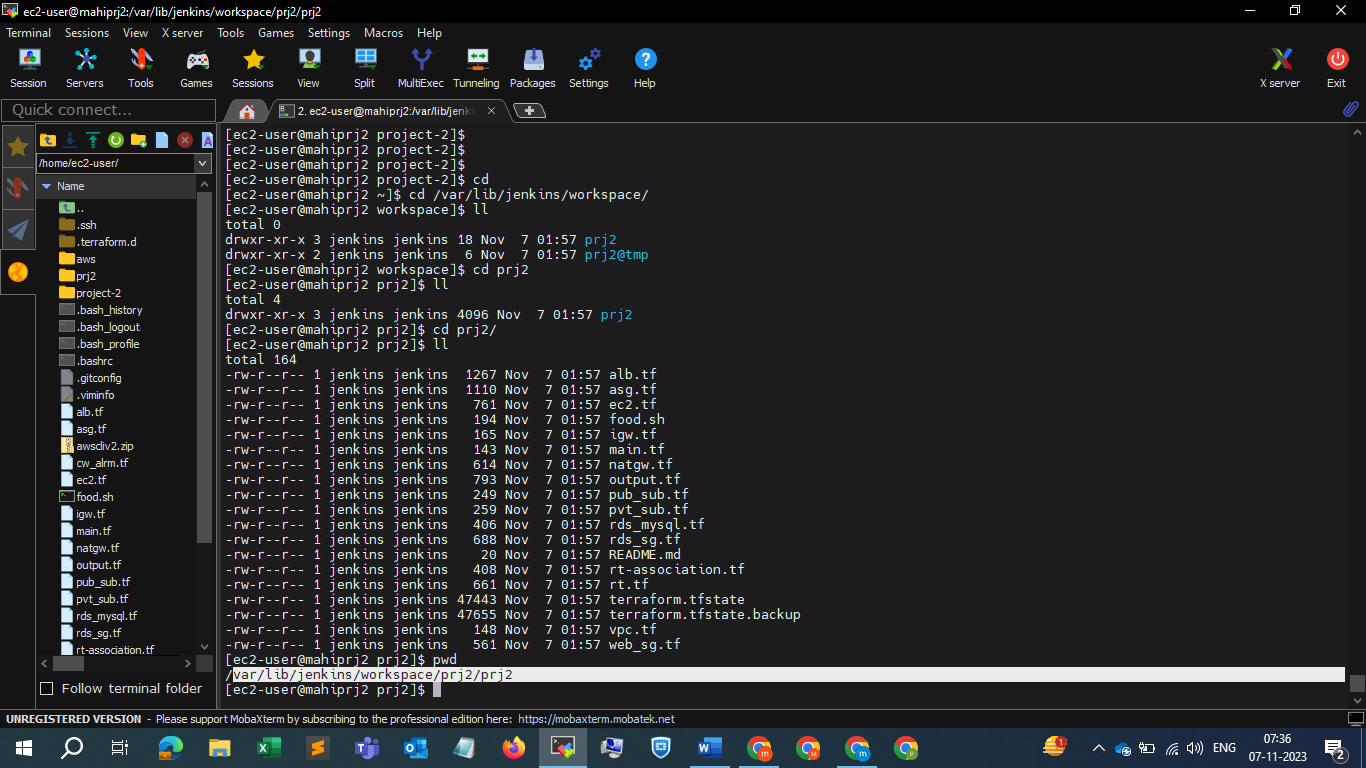 ec2-user@mahiprj2:/var/lib/jenkins/workspace/prj2/prj2
Terminal Sessions View X server Tools Games Settings Macros Help
Session Servers Tools Games Sessions View Split MultiExec Tunneling Packages Settings Help X server Exit
Quick connect...
2. ec2-user@mahiprj2:/var/lib/jenki
/home/ec2-user/
Name
..
.ssh
.terraform.d
aws
prj2
project-2
.bash_history
.bash_logout
.bash_profile
.bashrc
.gitconfig
.viminfo
alb.tf
asg.tf
awscliv2.zip
cw_alrm.tf
ec2.tf
food.sh
igw.tf
main.tf
natgw.tf
output.tf
pub_sub.tf
pvt_sub.tf
rds_mysql.tf
rds_sg.tf
rt-association.tf
Follow terminal folder
[ec2-user@mahiprj2 project-2]$
[ec2-user@mahiprj2 project-2]$
[ec2-user@mahiprj2 project-2]$
[ec2-user@mahiprj2 project-2]$ cd
[ec2-user@mahiprj2 ~]$ cd /var/lib/jenkins/workspace/
[ec2-user@mahiprj2 workspace]$ ll
total 0
drwxr-xr-x 3 jenkins jenkins 18 Nov  7 01:57 prj2
drwxr-xr-x 2 jenkins jenkins  6 Nov  7 01:57 prj2@tmp
[ec2-user@mahiprj2 workspace]$ cd prj2
[ec2-user@mahiprj2 prj2]$ ll
total 4
drwxr-xr-x 3 jenkins jenkins 4096 Nov  7 01:57 prj2
[ec2-user@mahiprj2 prj2]$ cd prj2/
[ec2-user@mahiprj2 prj2]$ ll
total 164
-rw-r--r-- 1 jenkins jenkins  1267 Nov  7 01:57 alb.tf
-rw-r--r-- 1 jenkins jenkins  1110 Nov  7 01:57 asg.tf
-rw-r--r-- 1 jenkins jenkins   761 Nov  7 01:57 ec2.tf
-rw-r--r-- 1 jenkins jenkins   194 Nov  7 01:57 food.sh
-rw-r--r-- 1 jenkins jenkins   165 Nov  7 01:57 igw.tf
-rw-r--r-- 1 jenkins jenkins   143 Nov  7 01:57 main.tf
-rw-r--r-- 1 jenkins jenkins   614 Nov  7 01:57 natgw.tf
-rw-r--r-- 1 jenkins jenkins   793 Nov  7 01:57 output.tf
-rw-r--r-- 1 jenkins jenkins   249 Nov  7 01:57 pub_sub.tf
-rw-r--r-- 1 jenkins jenkins   259 Nov  7 01:57 pvt_sub.tf
-rw-r--r-- 1 jenkins jenkins   406 Nov  7 01:57 rds_mysql.tf
-rw-r--r-- 1 jenkins jenkins   688 Nov  7 01:57 rds_sg.tf
-rw-r--r-- 1 jenkins jenkins    20 Nov  7 01:57 README.md
-rw-r--r-- 1 jenkins jenkins   408 Nov  7 01:57 rt-association.tf
-rw-r--r-- 1 jenkins jenkins   661 Nov  7 01:57 rt.tf
-rw-r--r-- 1 jenkins jenkins 47443 Nov  7 01:57 terraform.tfstate
-rw-r--r-- 1 jenkins jenkins 47655 Nov  7 01:57 terraform.tfstate.backup
-rw-r--r-- 1 jenkins jenkins   148 Nov  7 01:57 vpc.tf
-rw-r--r-- 1 jenkins jenkins   561 Nov  7 01:57 web_sg.tf
[ec2-user@mahiprj2 prj2]$ pwd
/var/lib/jenkins/workspace/prj2/prj2
[ec2-user@mahiprj2 prj2]$
UNREGISTERED VERSION - Please support MobaXterm by subscribing to the professional edition here: https://mobaxterm.mobatek.net
ENG
07:36
07-11-2023
2